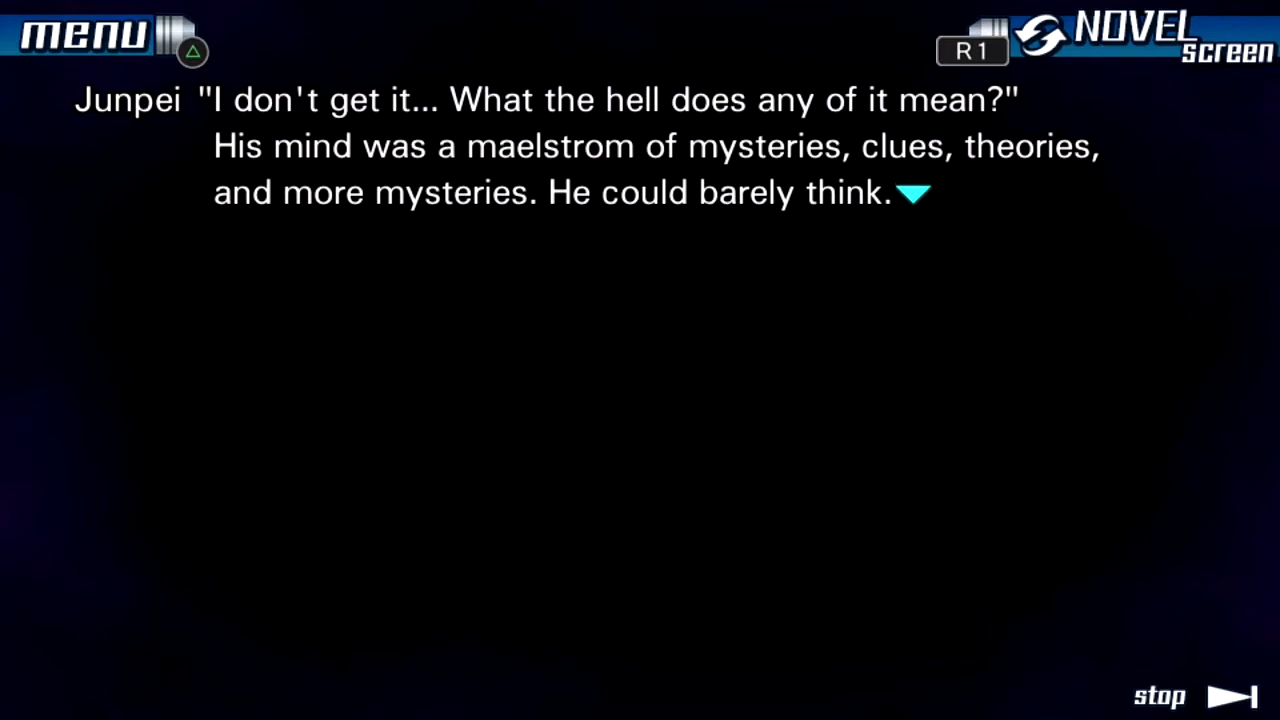 menu
△
R1
NOVEL
screen
Junpei "I don't get it... What the hell does any of it mean?"
His mind was a maelstrom of mysteries, clues, theories,
and more mysteries. He could barely think.
stop